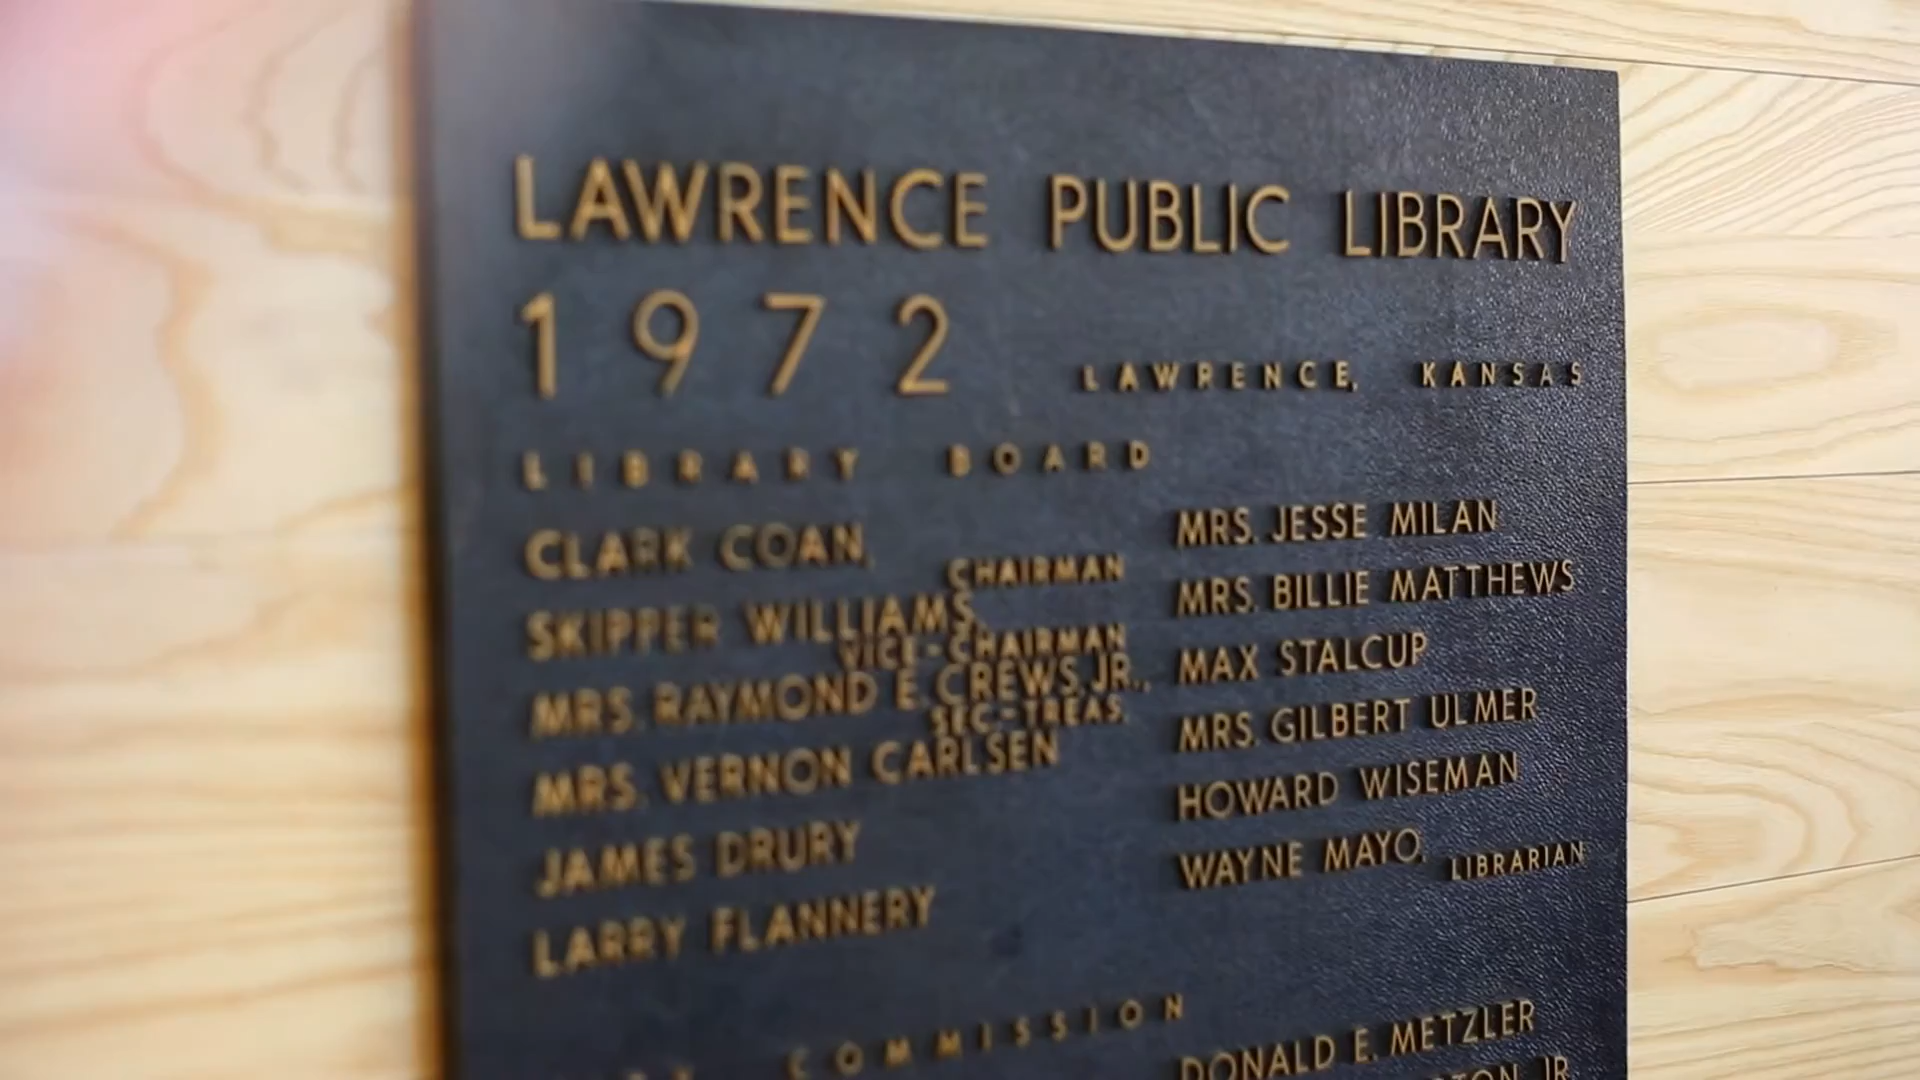 LAWRENCE PUBLIC LIBRARY
1972 LAWRENCE, KANSAS
LIBRARY BOARD
CLARK COAN,
CHAIRMAN
SKIPPER WILLIAMS,
VICE-CHAIRMAN
MRS. RAYMOND E. CREWS, JR.,
SEC.-TREAS.
MRS. VERNON CARLSEN
JAMES DRURY
LARRY FLANNERY
MRS. JESSE MILAN
MRS. BILLIE MATTHEWS
MAX STALCUP
MRS. GILBERT ULMER
HOWARD WISEMAN
WAYNE MAYO, LIBRARIAN
COMMISSION
DONALD E. METZLER
JR.